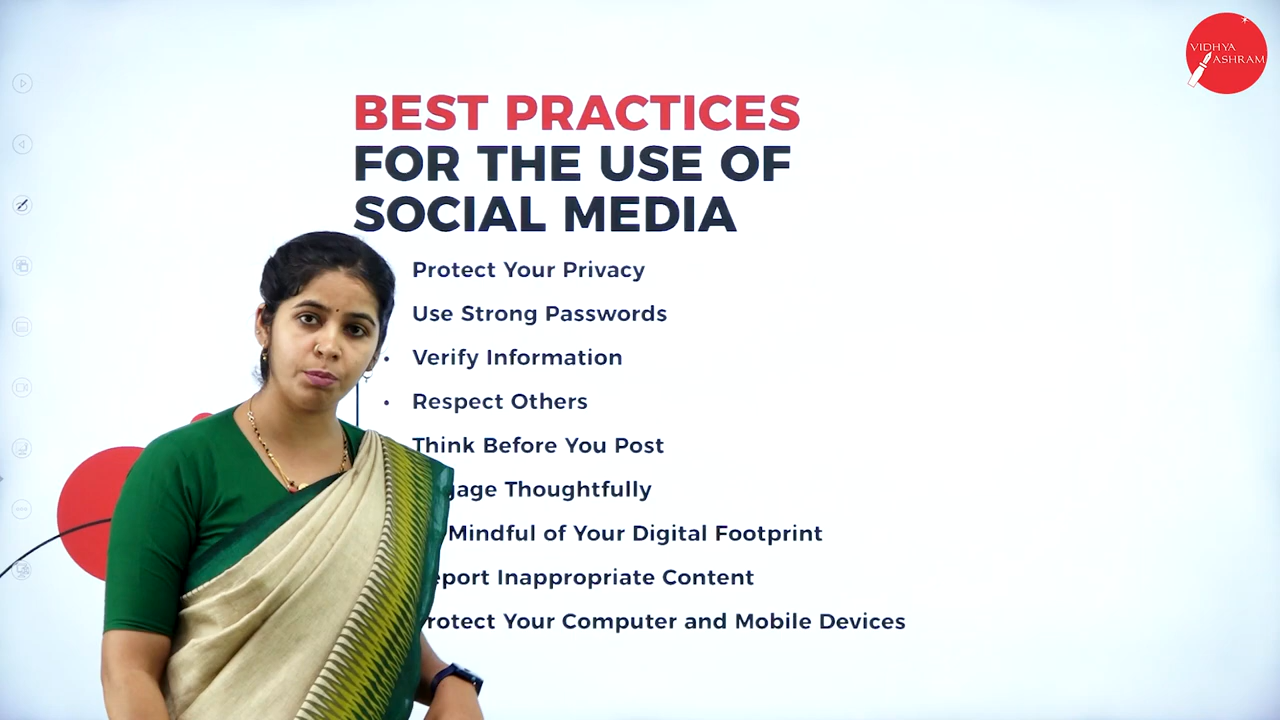 VIDHYA
ASHRAM
BEST PRACTICES
FOR THE USE OF
SOCIAL MEDIA
Protect Your Privacy
Use Strong Passwords
• Verify Information
• Respect Others
Think Before You Post
Thoughtfully
Mindful of Your Digital Footprint
Inappropriate Content
Your Computer and Mobile Devices